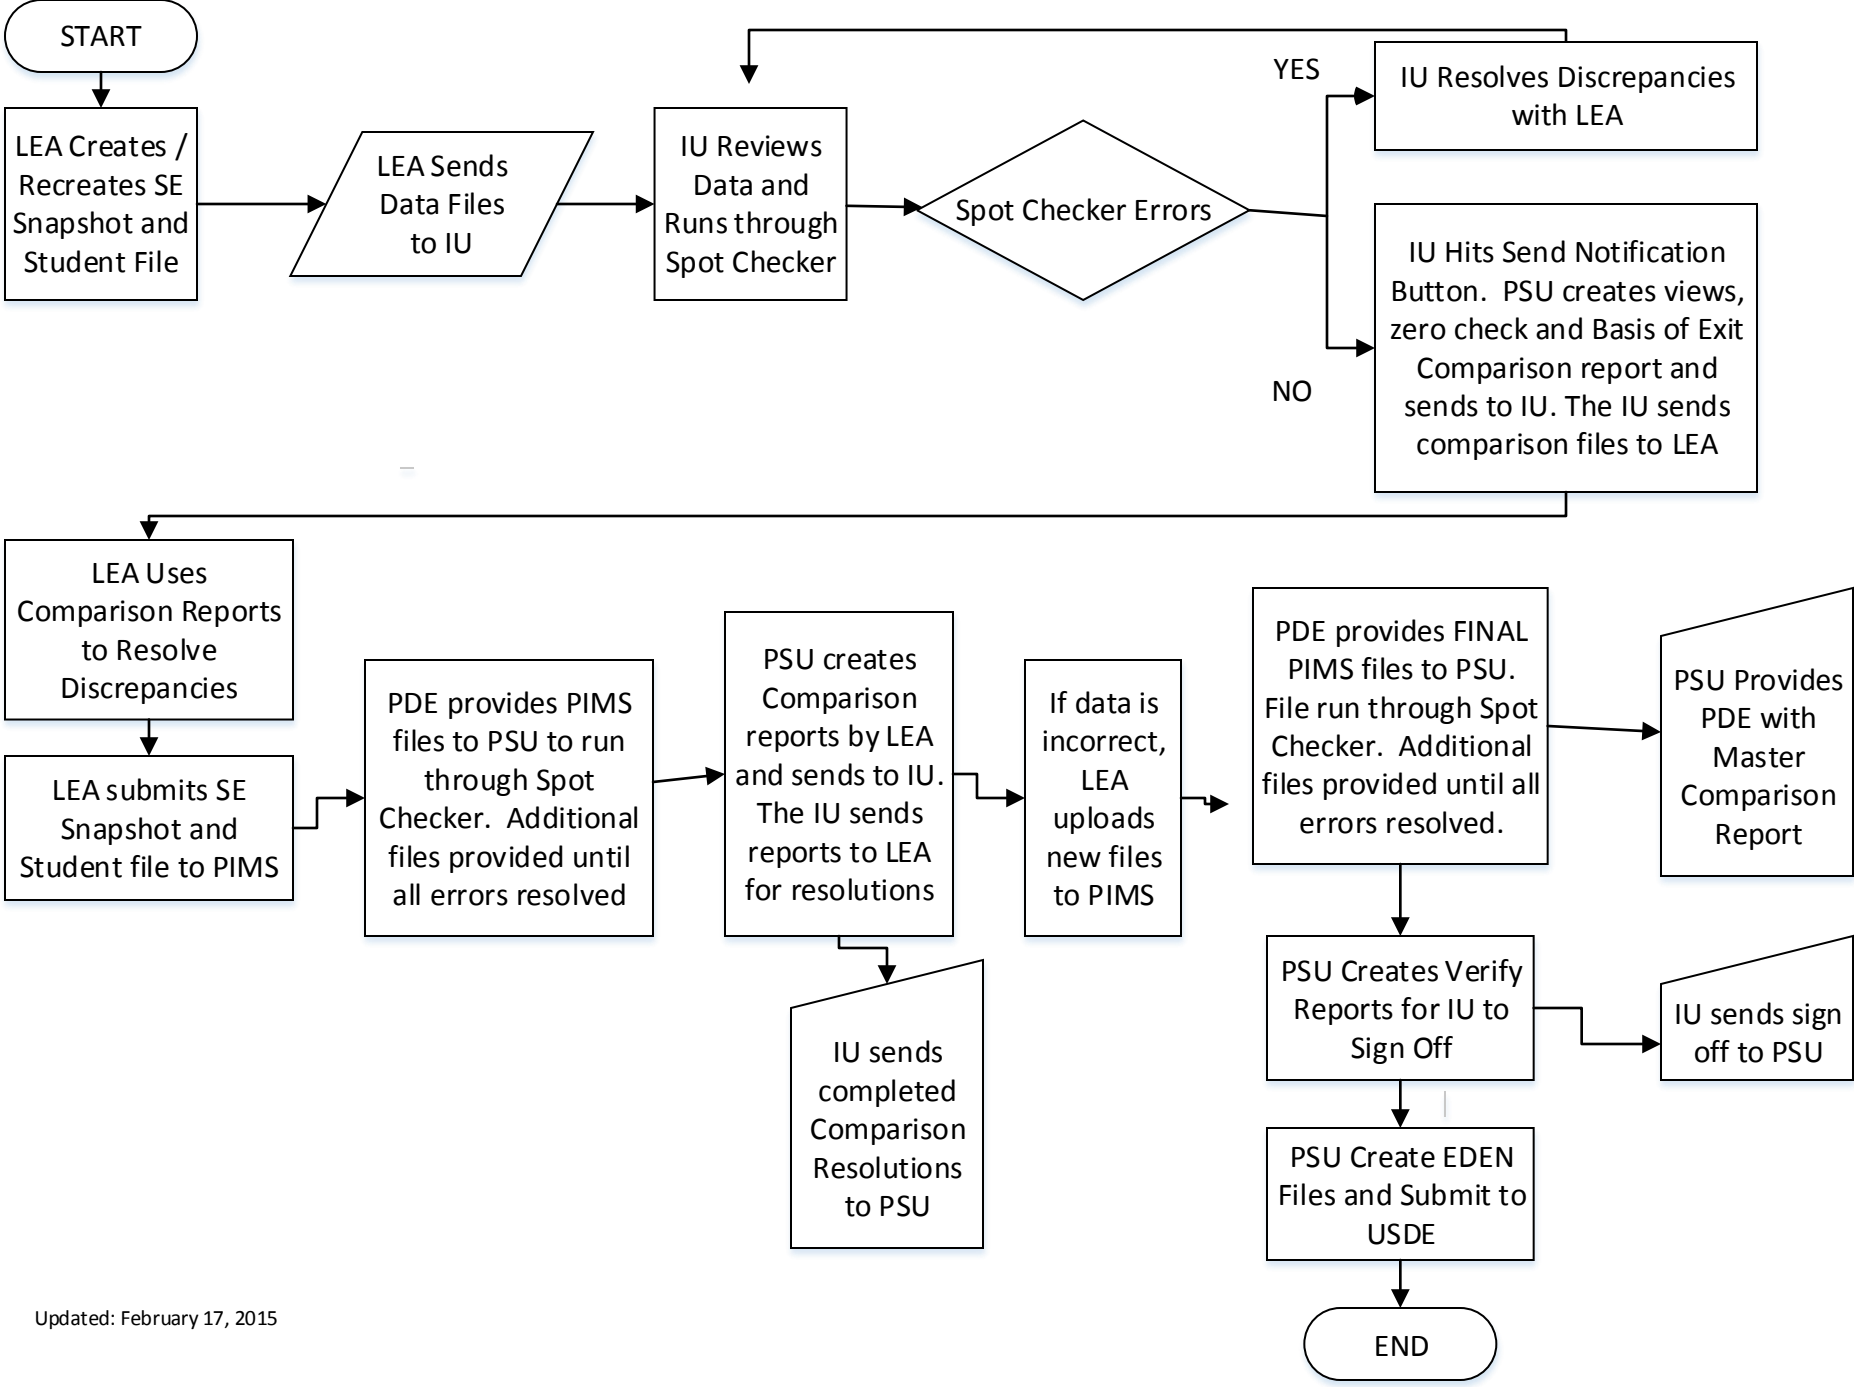 START
LEA Creates /
Recreates SE
Snapshot and
Student File
LEA Sends
Data Files
to IU
IU Reviews
Data and
Runs through
Spot Checker
Spot Checker Errors
YES
IU Resolves Discrepancies
with LEA
NO
IU Hits Send Notification
Button.  PSU creates views,
zero check and Basis of Exit
Comparison report and
sends to IU. The IU sends
comparison files to LEA
LEA Uses
Comparison Reports
to Resolve
Discrepancies
LEA submits SE
Snapshot and
Student file to PIMS
PDE provides PIMS
files to PSU to run
through Spot
Checker.  Additional
files provided until
all errors resolved
PSU creates
Comparison
reports by LEA
and sends to IU.
The IU sends
reports to LEA
for resolutions
IU sends
completed
Comparison
Resolutions
to PSU
If data is
incorrect,
LEA
uploads
new files
to PIMS
PDE provides FINAL
PIMS files to PSU.
File run through Spot
Checker.  Additional
files provided until all
errors resolved.
PSU Provides
PDE with
Master
Comparison
Report
PSU Creates Verify
Reports for IU to
Sign Off
IU sends sign
off to PSU
PSU Create EDEN
Files and Submit to
USDE
END
Updated: February 17, 2015